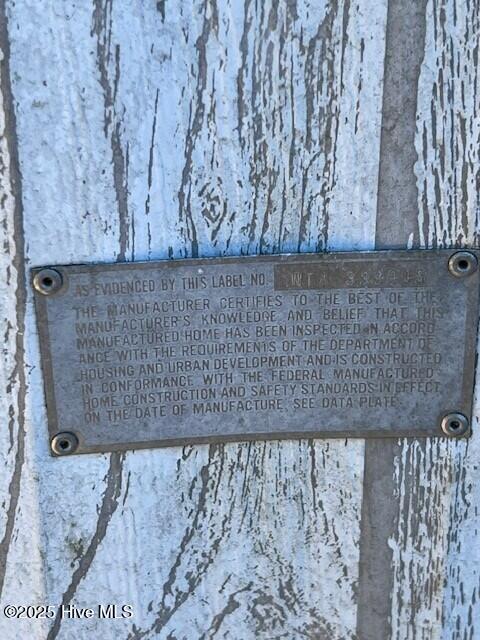 AS EVIDENCED BY THIS LABEL NO.
THE MANUFACTURER CERTIFIES TO THE BEST OF THE
MANUFACTURER'S KNOWLEDGE AND BELIEF THAT THIS
MANUFACTURED HOME HAS BEEN INSPECTED IN ACCORD-
ANCE WITH THE REQUIREMENTS OF THE DEPARTMENT OF
HOUSING AND URBAN DEVELOPMENT AND IS CONSTRUCTED
IN CONFORMANCE WITH THE FEDERAL MANUFACTURED
HOME CONSTRUCTION AND SAFETY STANDARDS IN EFFECT
ON THE DATE OF MANUFACTURE. SEE DATA PLATE.
©2025 Hive MLS